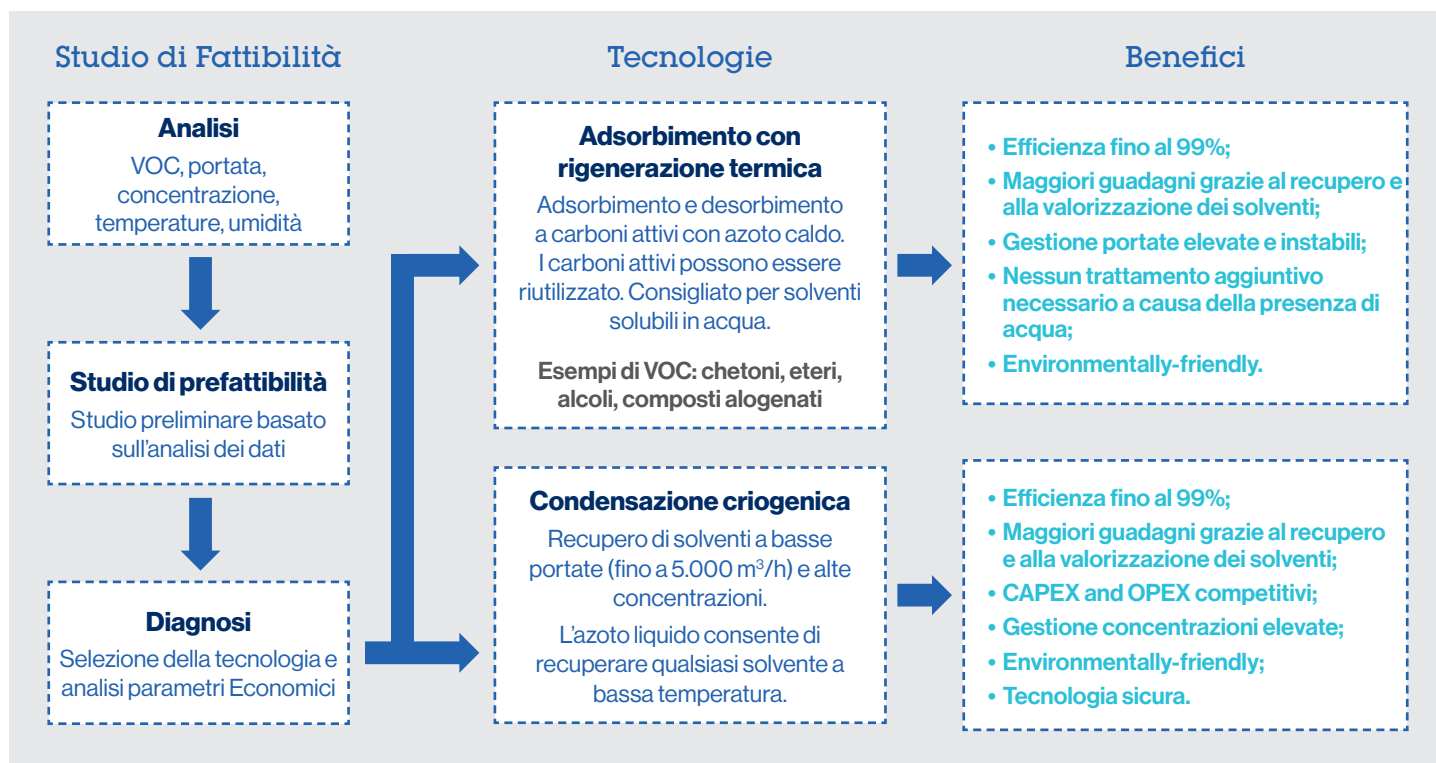 Studio di Fattibilità
Analisi
VOC, portata,
concentrazione,
temperature, umidità
Studio di prefattibilità
Studio preliminare basato
sull'analisi dei dati
Diagnosi
Selezione della tecnologia e
analisi parametri Economici
Tecnologie
Adsorbimento con
rigenerazione termica
Adsorbimento e desorbimento
a carboni attivi con azoto caldo.
I carboni attivi possono essere
riutilizzato. Consigliato per solventi
solubili in acqua.
Esempi di VOC: chetoni, eteri,
alcoli, composti alogenati
Condensazione criogenica
Recupero di solventi a basse
portate (fino a 5.000 m³/h) e alte
concentrazioni.
L'azoto liquido consente di
recuperare qualsiasi solvente a
bassa temperatura.
Benefici
• Efficienza fino al 99%;
• Maggiori guadagni grazie al recupero e
alla valorizzazione dei solventi;
• Gestione portate elevate e instabili;
• Nessun trattamento aggiuntivo
necessario a causa della presenza di
acqua;
• Environmentally-friendly.
• Efficienza fino al 99%;
• Maggiori guadagni grazie al recupero
e alla valorizzazione dei solventi;
• CAPEX and OPEX competitivi;
• Gestione concentrazioni elevate;
• Environmentally-friendly;
• Tecnologia sicura.